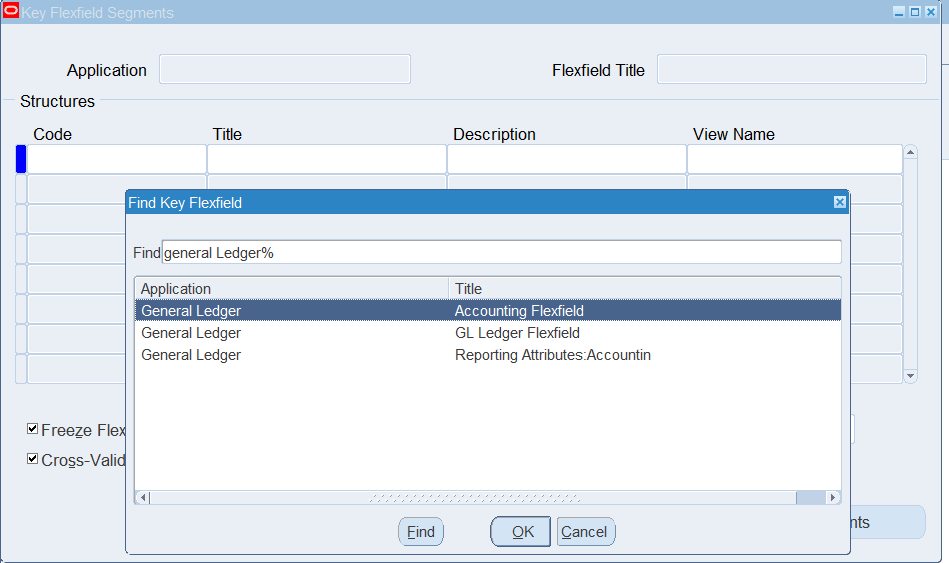 Key Flexfield Segments
Application
Flexfield Title
Structures
Code Title Description View Name
Find Key Flexfield
Find general Ledger%
Application Title
General Ledger Accounting Flexfield
General Ledger GL Ledger Flexfield
General Ledger Reporting Attributes:Accountin
Freeze Flex
Cross-Valid
Find OK Cancel
nts